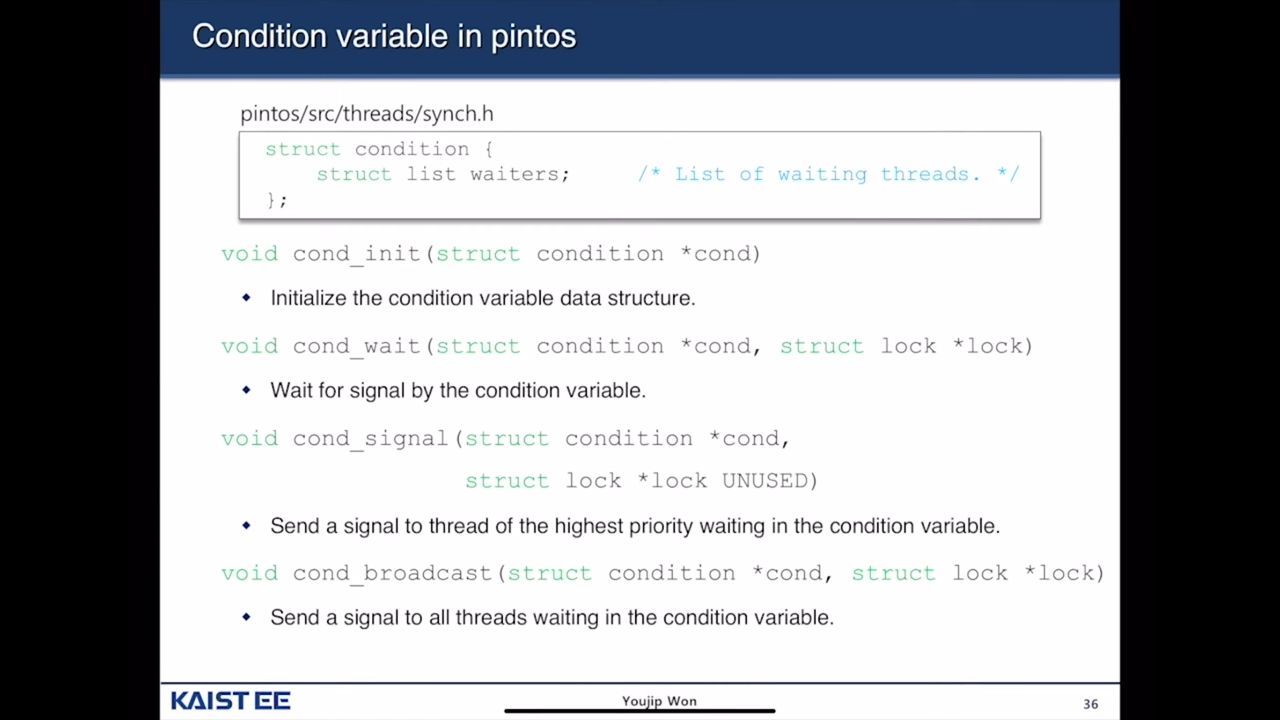 Condition variable in pintos
pintos/src/threads/synch.h
struct condition {
struct list waiters; /* List of waiting threads. */
};
void cond_init(struct condition *cond)
Initialize the condition variable data structure.
void cond_wait(struct condition *cond, struct lock *lock)
Wait for signal by the condition variable.
void cond_signal(struct condition *cond,
struct lock *lock UNUSED)
Send a signal to thread of the highest priority waiting in the condition variable.
void cond_broadcast(struct condition *cond, struct lock *lock)
Send a signal to all threads waiting in the condition variable.
KAIST EE Youjip Won 36